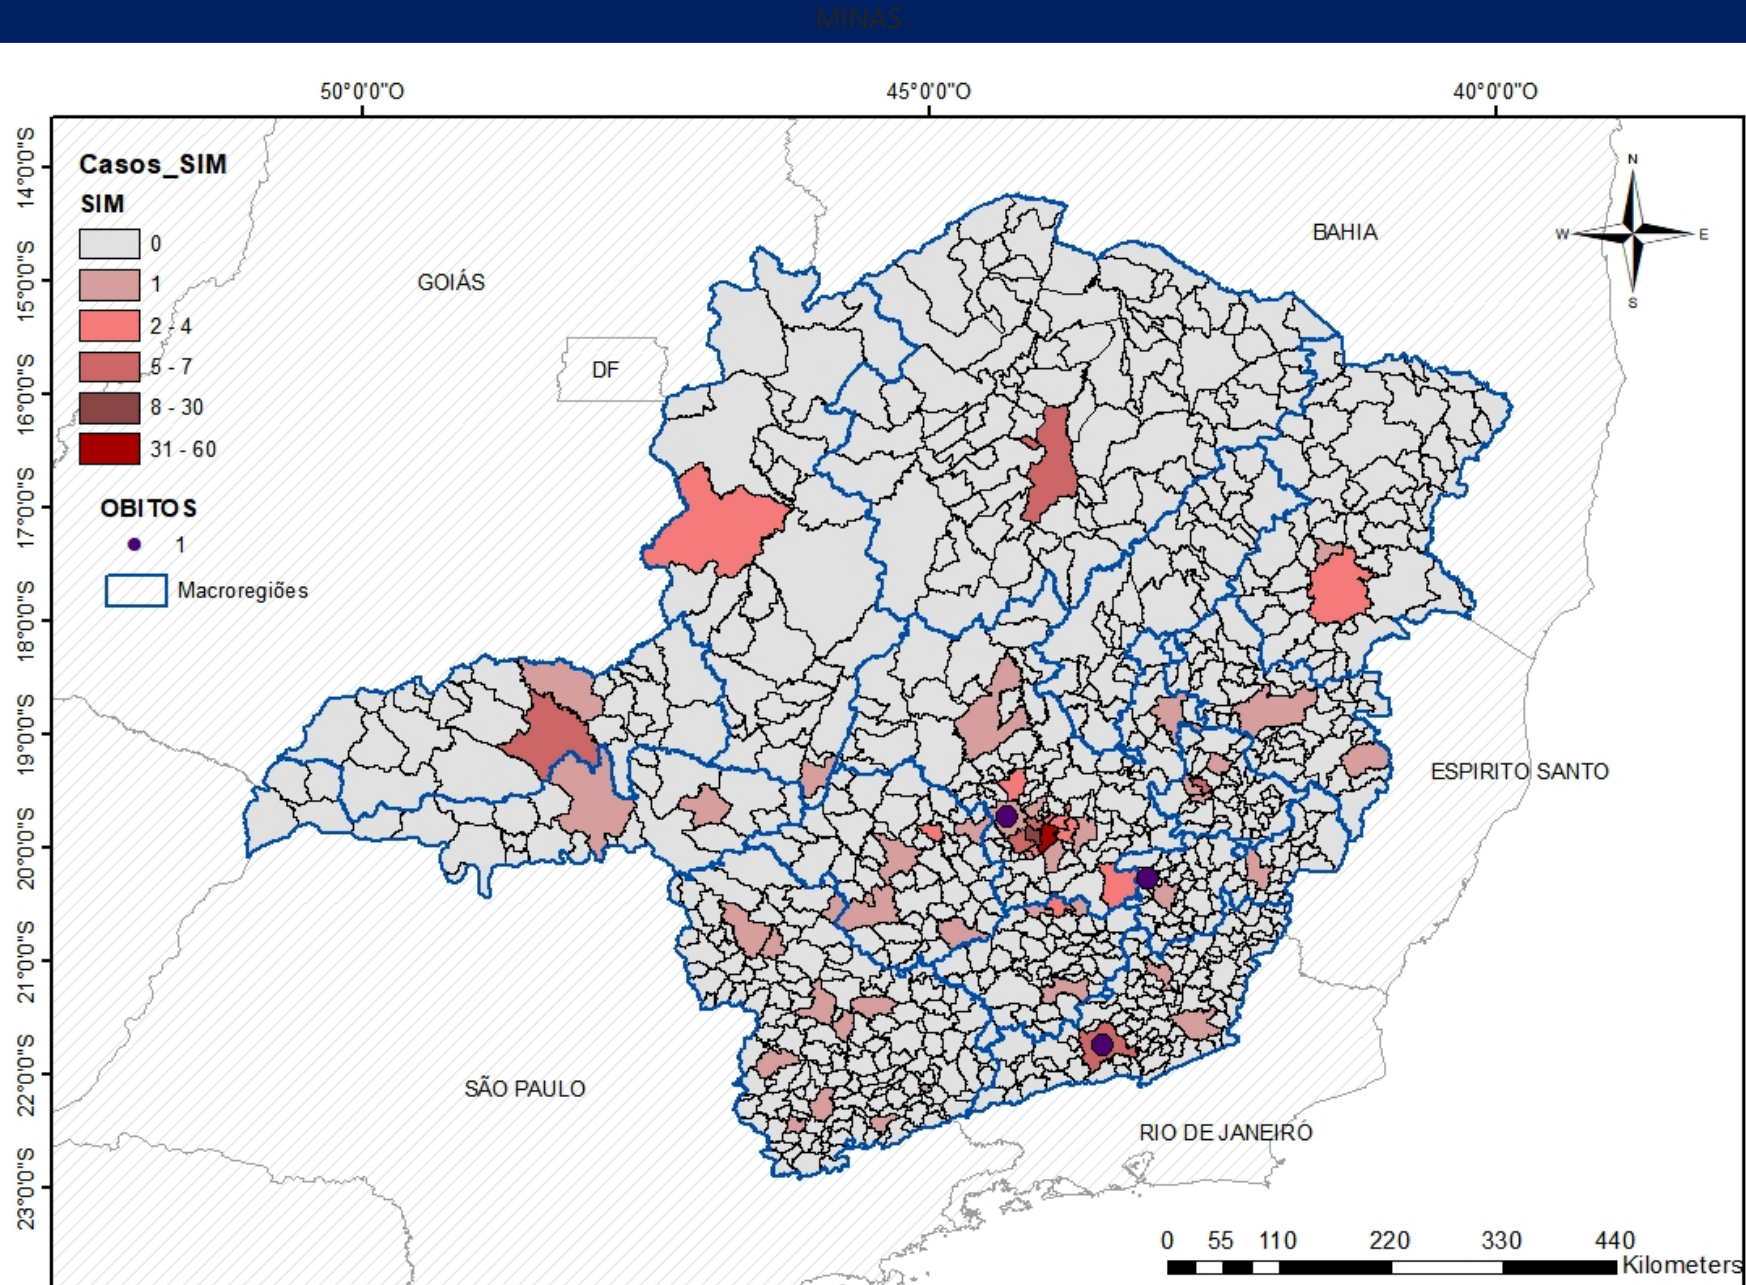 MINAS
50°0'0"O
45°0'0"O
40°0'0"O
14°0'0"S
15°0'0"S
16°0'0"S
17°0'0"S
18°0'0"S
19°0'0"S
20°0'0"S
21°0'0"S
22°0'0"S
23°0'0"S
Casos_SIM
SIM
0
1
2 - 4
5 - 7
8 - 30
31 - 60
OBITOS
1
Macroregiões
GOIÁS
DF
BAHIA
N
W
E
S
ESPIRITO SANTO
SÃO PAULO
RIO DE JANEIRO
0 55 110 220 330 440
Kilometers